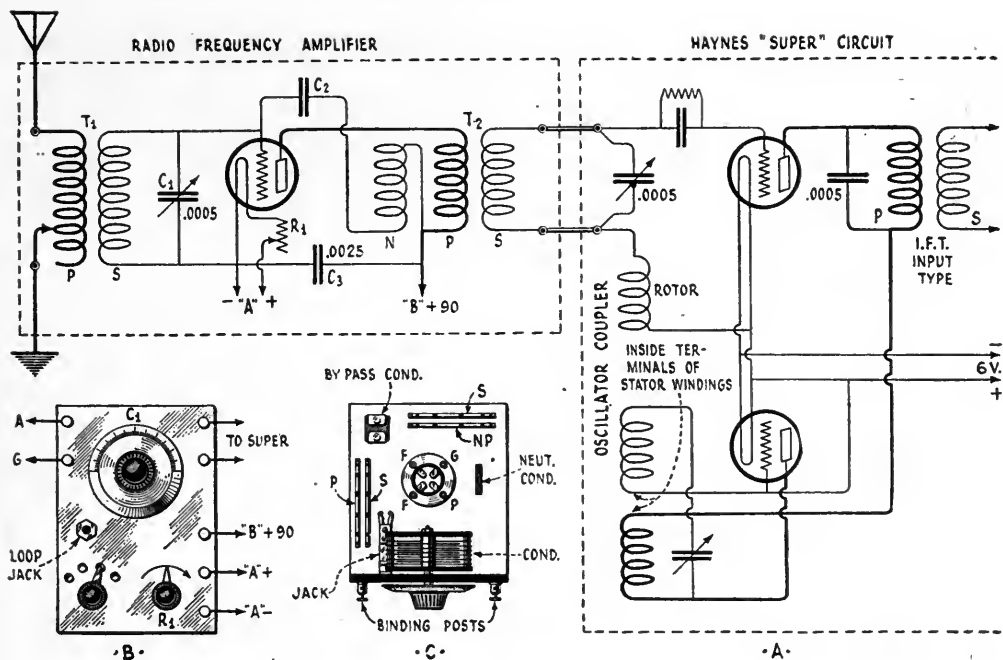 RADIO FREQUENCY AMPLIFIER
HAYNES "SUPER" CIRCUIT
A
T1
P
S
C1
.0005
C2
R1
.0025
C3
- "A" +
N
T2
P
S
"B"+90
.0005
.0005
P
S
I.F.T.
INPUT
TYPE
ROTOR
OSCILLATOR COUPLER
INSIDE TER-
MINALS OF
STATOR WINDINGS
-
6V.
+
A
G
C1
TO SUPER
LOOP
JACK
"B"+90
"A"+
"A"-
R1
·B·
BY PASS COND.
S
NP
P
S
F
G
F
P
NEUT.
COND.
COND.
JACK
BINDING POSTS
·C·
·A·